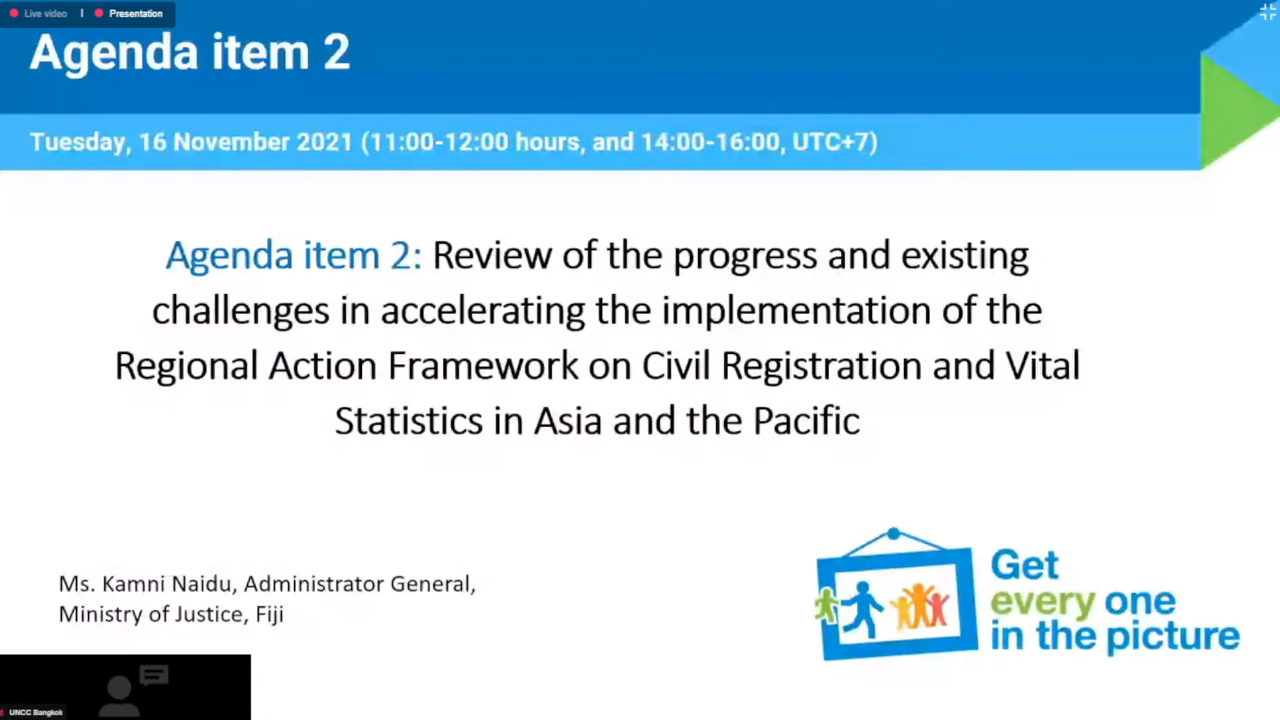 Live video | Presentation
Agenda item 2
Tuesday, 16 November 2021 (11:00-12:00 hours, and 14:00-16:00, UTC+7)
Agenda item 2: Review of the progress and existing
challenges in accelerating the implementation of the
Regional Action Framework on Civil Registration and Vital
Statistics in Asia and the Pacific
Ms. Kamni Naidu, Administrator General,
Ministry of Justice, Fiji
Get
every one
in the picture
UNCC Bangkok